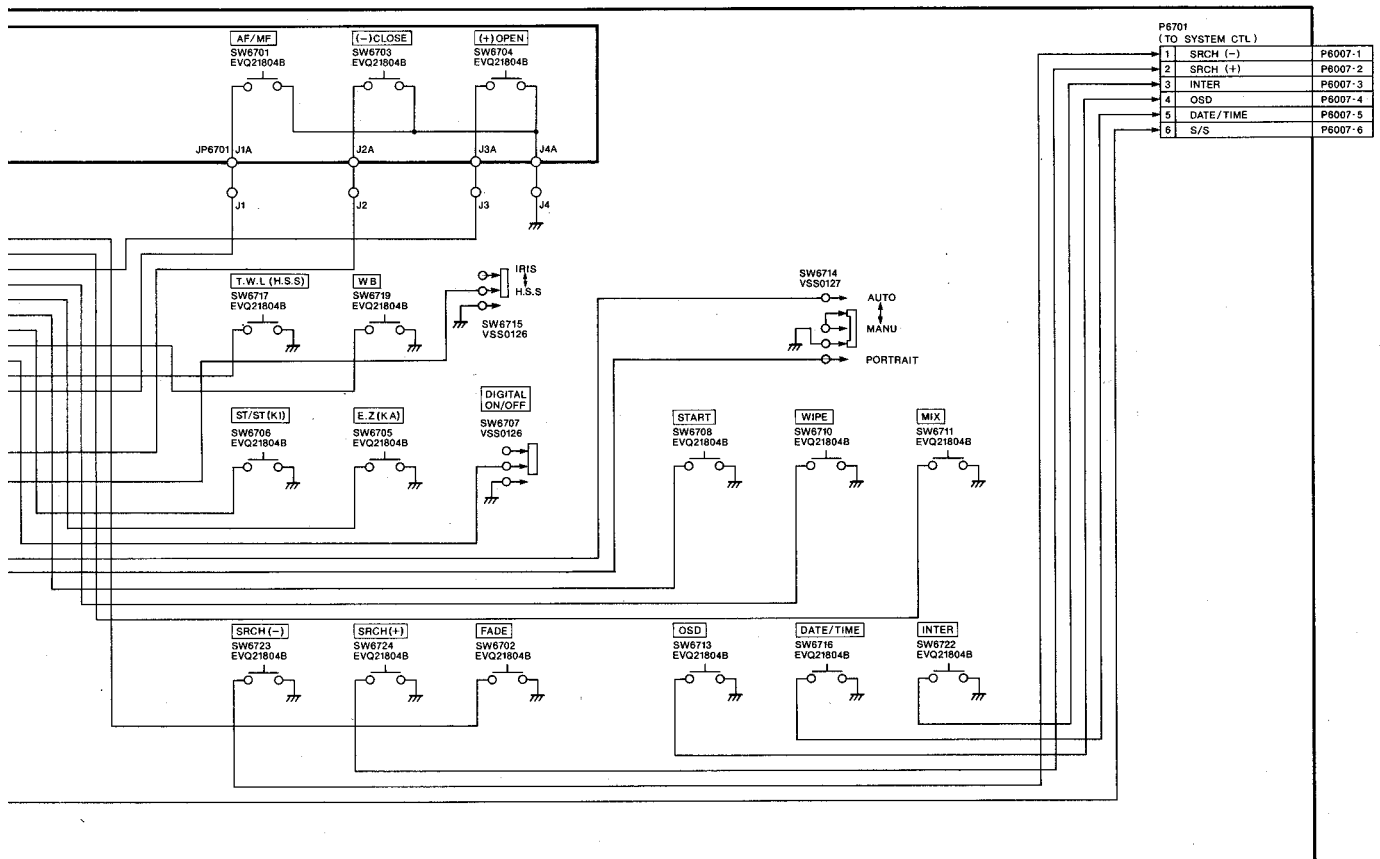 AF/MF
SW6701
EVQ21804B
(-)CLOSE
SW6703
EVQ21804B
(+)OPEN
SW6704
EVQ21804B
JP6701 J1A
J2A
J3A
J4A
J1
J2
J3
J4
P6701
(TO SYSTEM CTL)
1 SRCH (-) P6007-1
2 SRCH (+) P6007-2
3 INTER P6007-3
4 OSD P6007-4
5 DATE/TIME P6007-5
6 S/S P6007-6
T.W.L (H.S.S)
SW6717
EVQ21804B
WB
SW6719
EVQ21804B
IRIS
H.S.S
SW6715
VSS0126
SW6714
VSS0127
AUTO
MANU
PORTRAIT
ST/ST(KI)
SW6706
EVQ21804B
E.Z(KA)
SW6705
EVQ21804B
DIGITAL
ON/OFF
SW6707
VSS0126
START
SW6708
EVQ21804B
WIPE
SW6710
EVQ21804B
MIX
SW6711
EVQ21804B
SRCH(-)
SW6723
EVQ21804B
SRCH(+)
SW6724
EVQ21804B
FADE
SW6702
EVQ21804B
OSD
SW6713
EVQ21804B
DATE/TIME
SW6716
EVQ21804B
INTER
SW6722
EVQ21804B